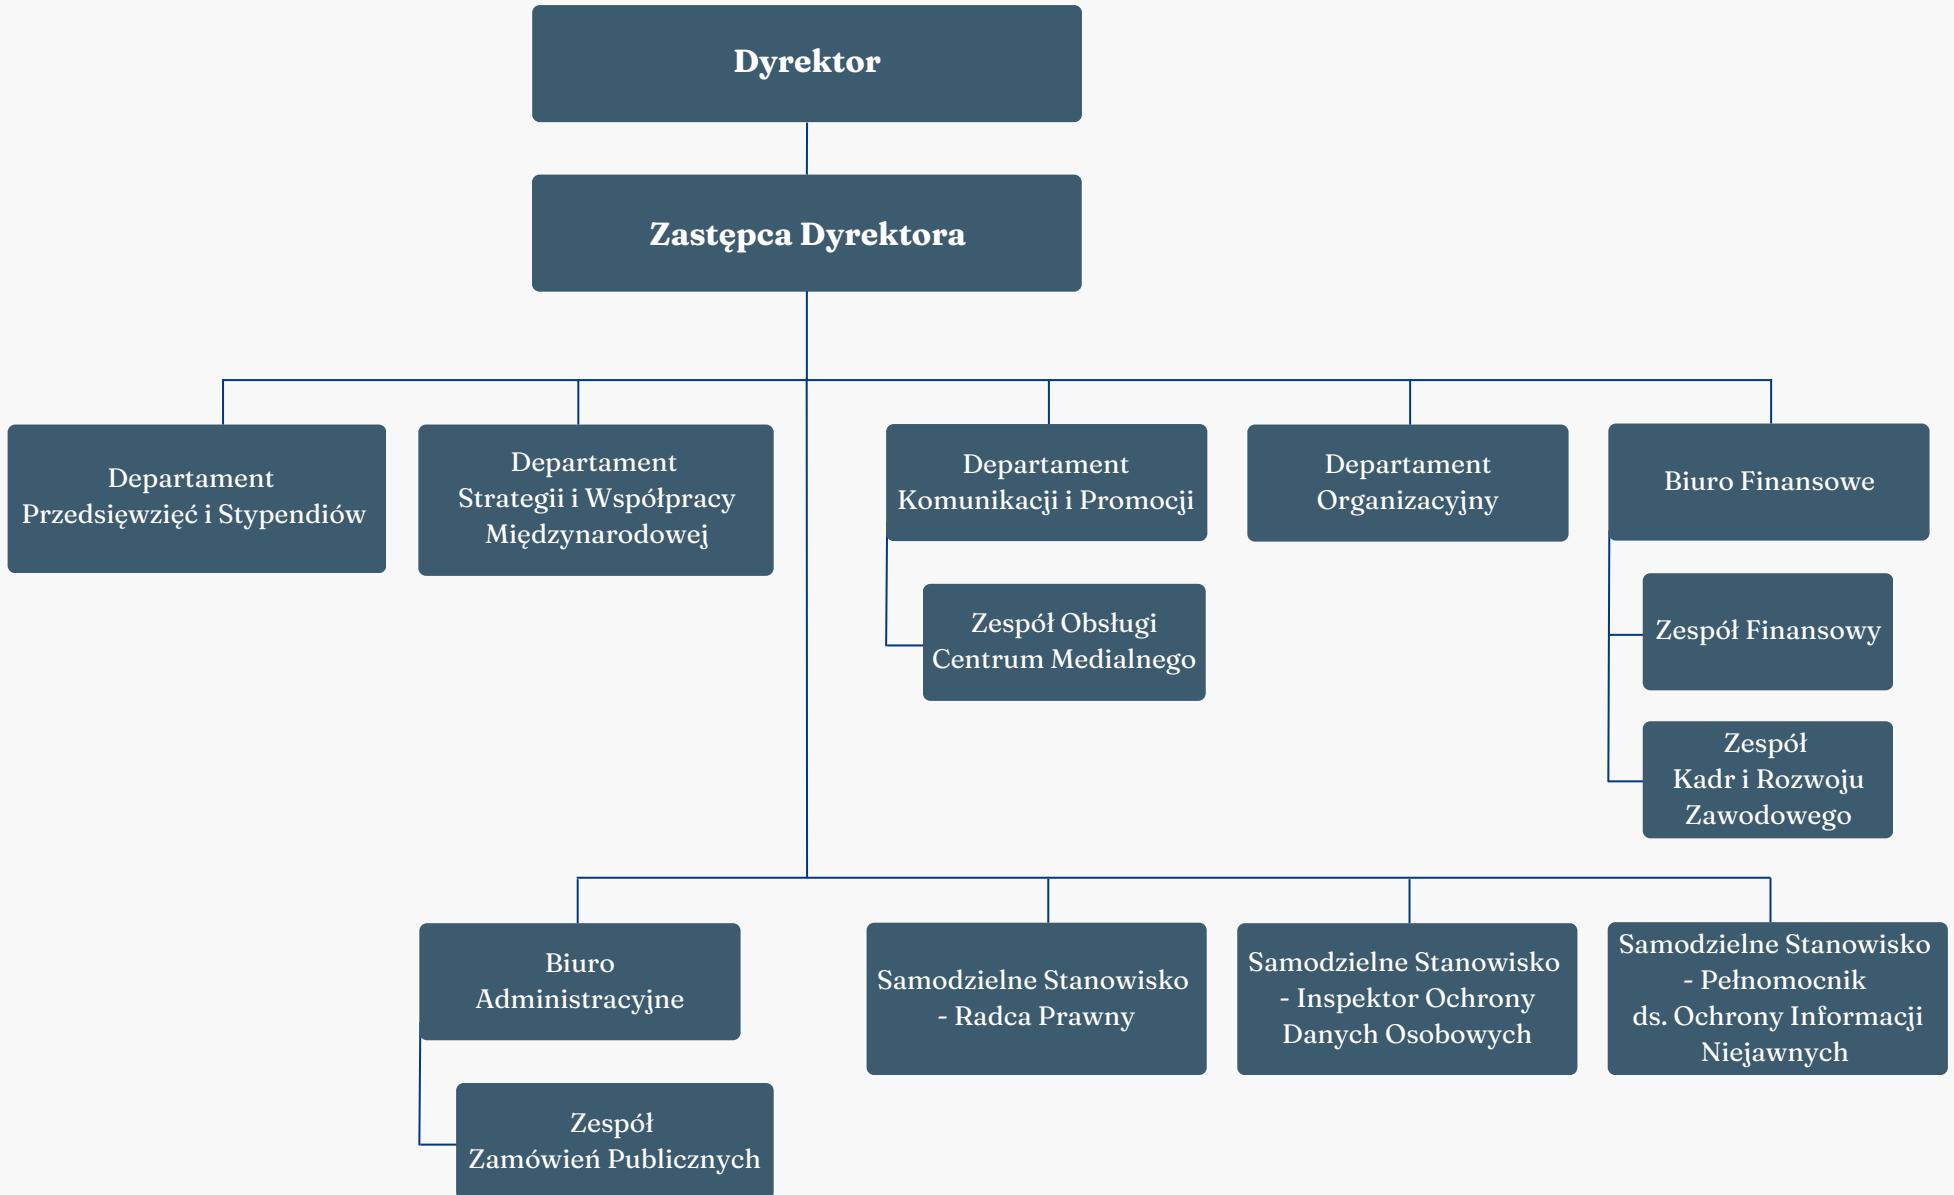 Dyrektor
Zastępca Dyrektora
Departament
Przedsięwzięć i Stypendiów
Departament
Strategii i Współpracy
Międzynarodowej
Departament
Komunikacji i Promocji
Departament
Organizacyjny
Biuro Finansowe
Zespół Obsługi
Centrum Medialnego
Zespół Finansowy
Zespół
Kadr i Rozwoju
Zawodowego
Biuro
Administracyjne
Samodzielne Stanowisko
- Radca Prawny
Samodzielne Stanowisko
- Inspektor Ochrony
Danych Osobowych
Samodzielne Stanowisko
- Pełnomocnik
ds. Ochrony Informacji
Niejawnych
Zespół
Zamówień Publicznych